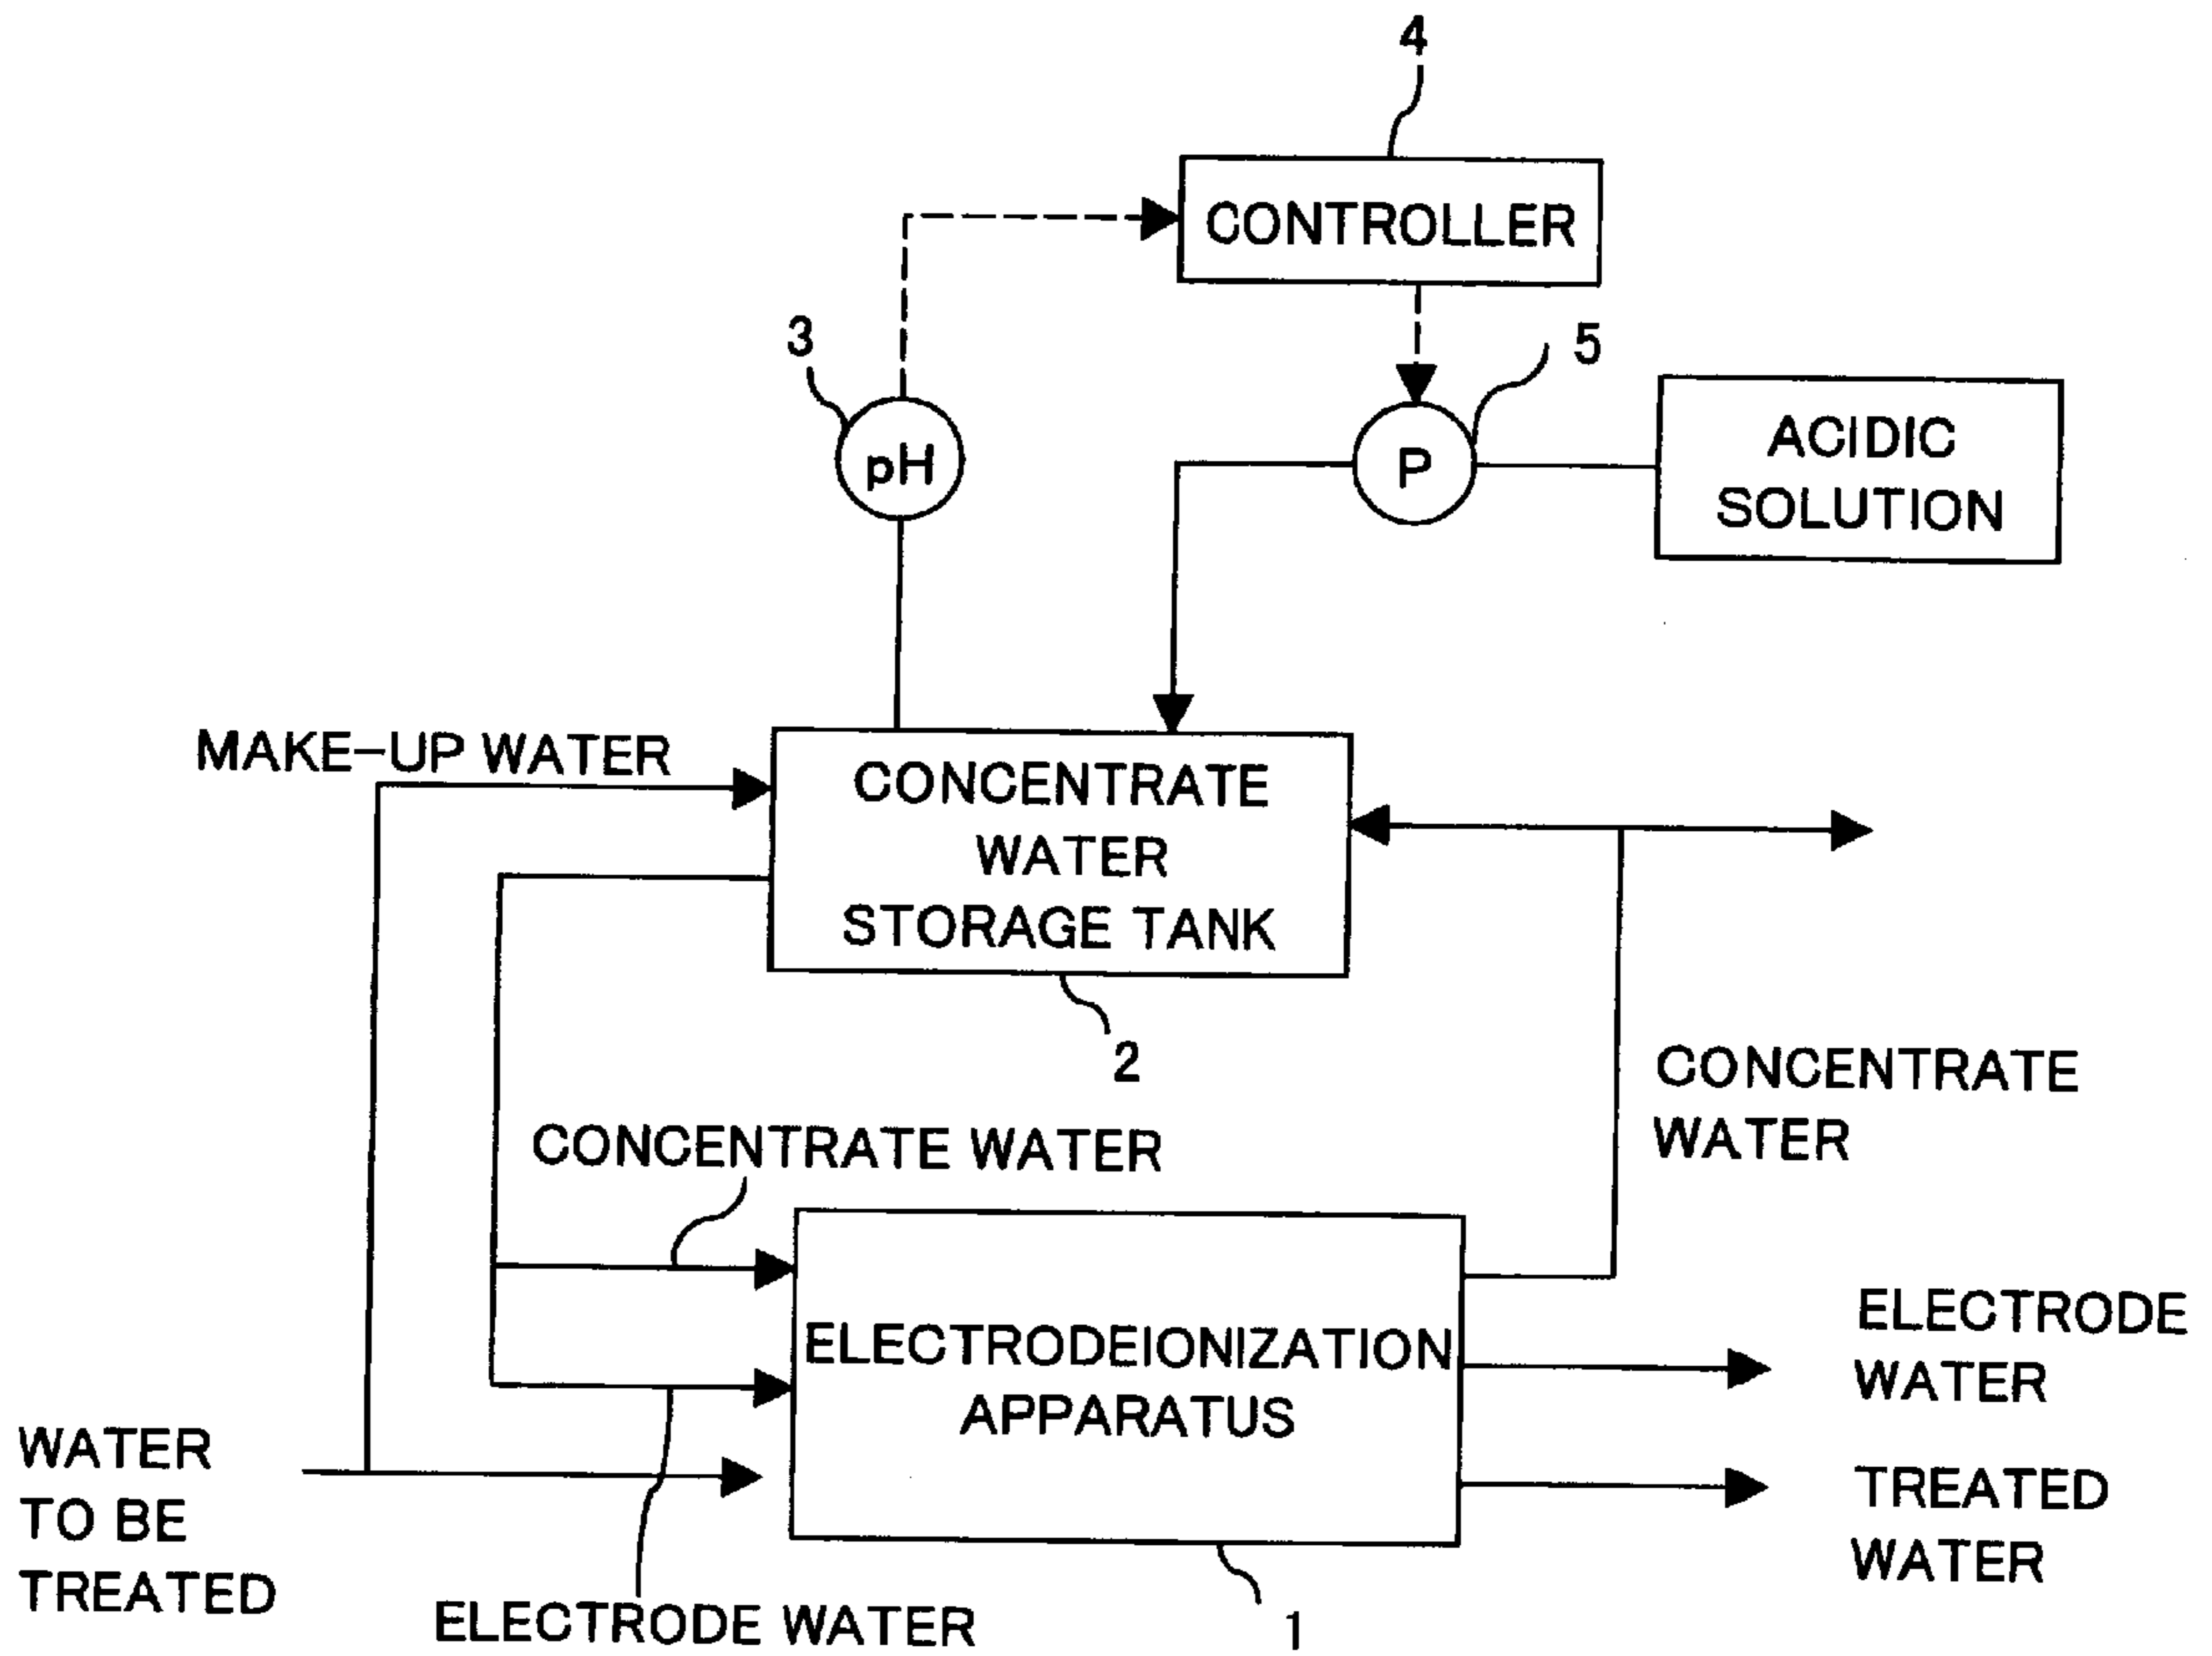 4
CONTROLLER
3
5
pH
P
ACIDIC
SOLUTION
MAKE-UP WATER
CONCENTRATE
WATER
STORAGE TANK
2
CONCENTRATE
WATER
CONCENTRATE WATER
ELECTRODEIONIZATION
APPARATUS
ELECTRODE
WATER
WATER
TO BE
TREATED
TREATED
WATER
ELECTRODE WATER
1